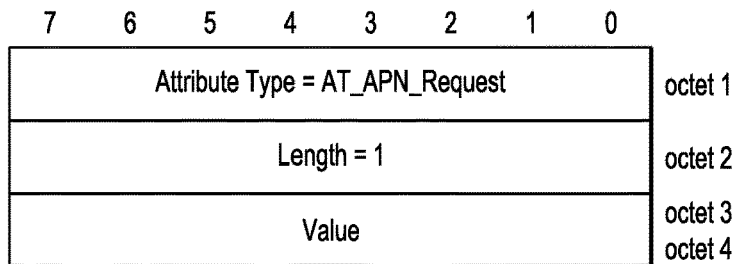 7 6 5 4 3 2 1 0
Attribute Type = AT_APN_Request octet 1
Length = 1 octet 2
Value octet 3
octet 4